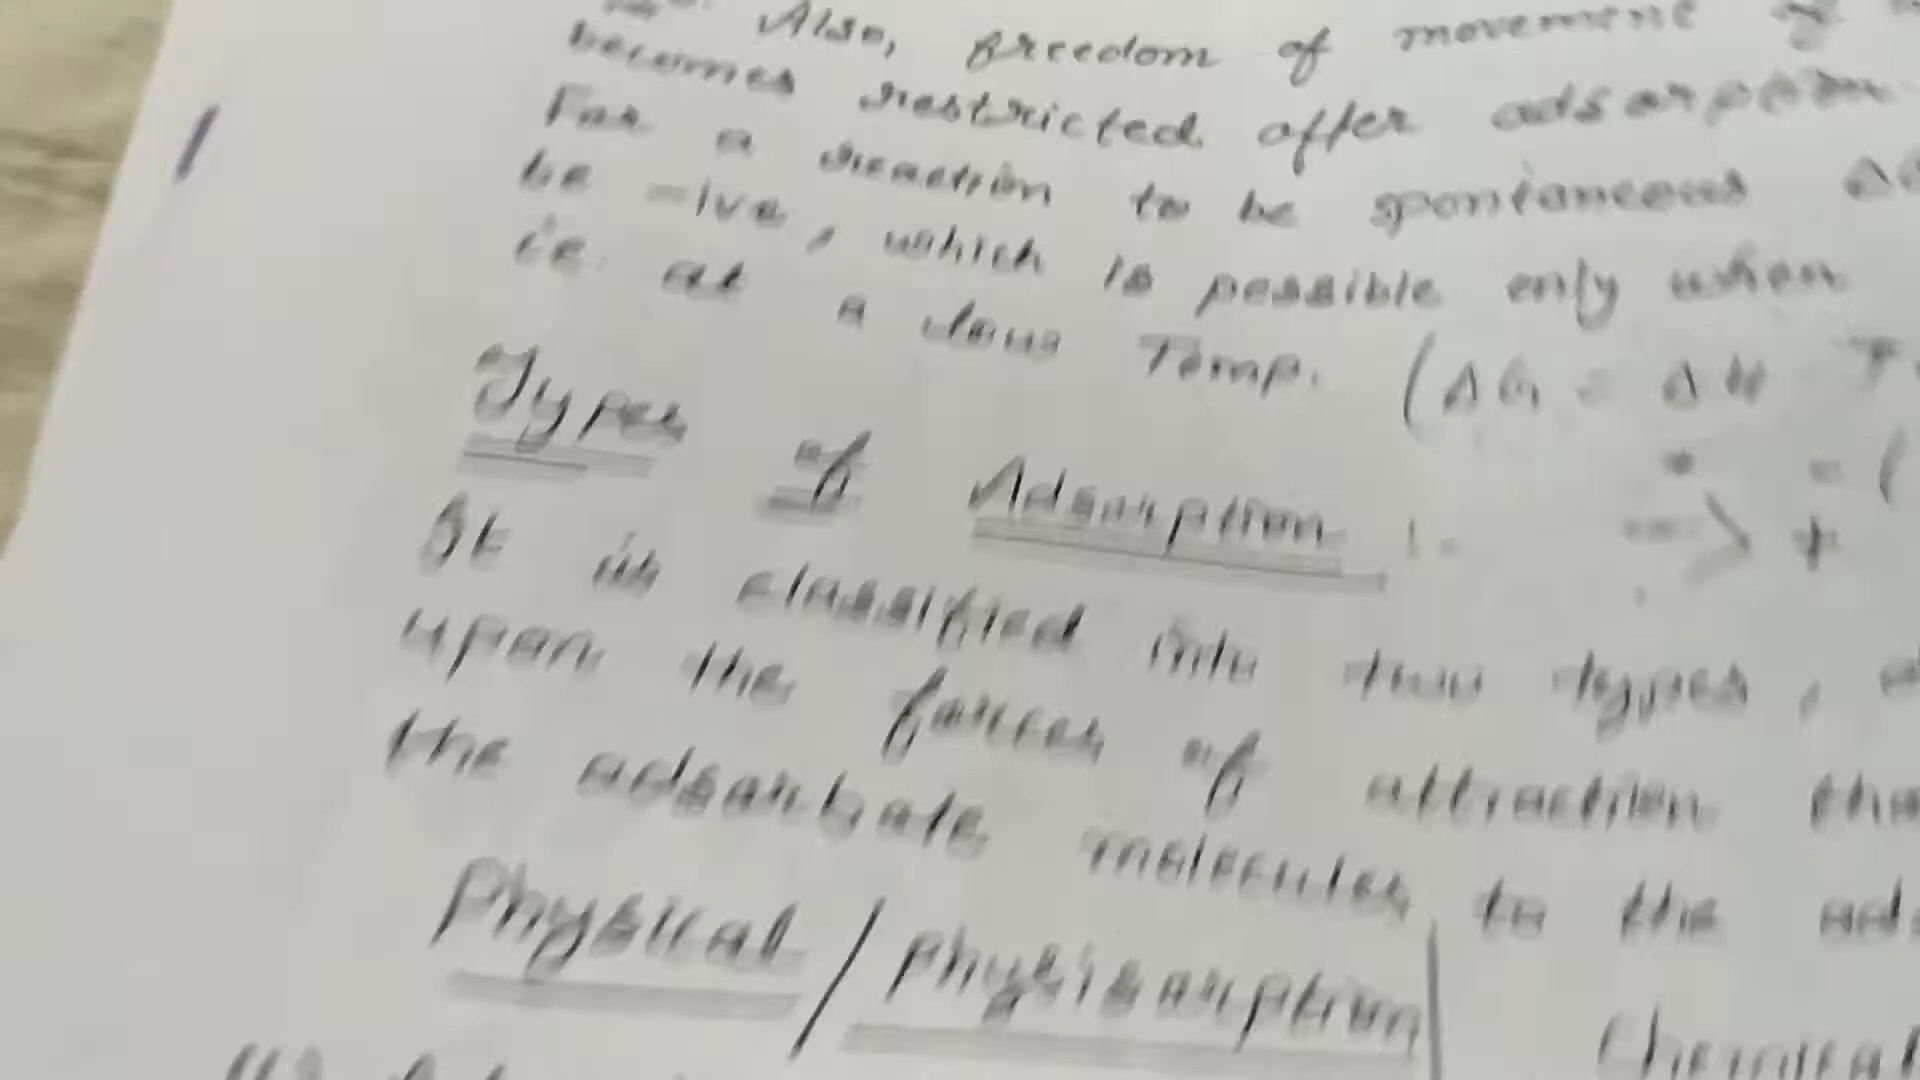 Also, freedom of movement of
becomes restricted after adsorption
For a reaction to be spontaneous
be -ive, which is possible only when
ie. at a low Temp. (ΔG = ΔH
Types of Adsorption :-
It is classified into two types,
upon the forces of attraction
the adsorbate molecules to the
Physical / Physisorption